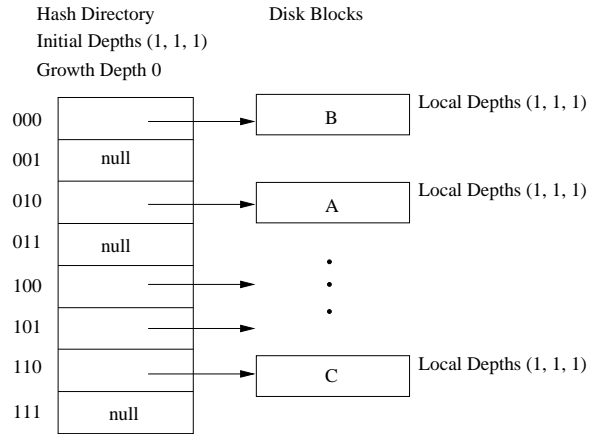 Hash Directory
Disk Blocks
Initial Depths (1, 1, 1)
Growth Depth 0
Local Depths (1, 1, 1)
000
B
001
null
Local Depths (1, 1, 1)
010
A
011
null
100
101
Local Depths (1, 1, 1)
110
C
111
null